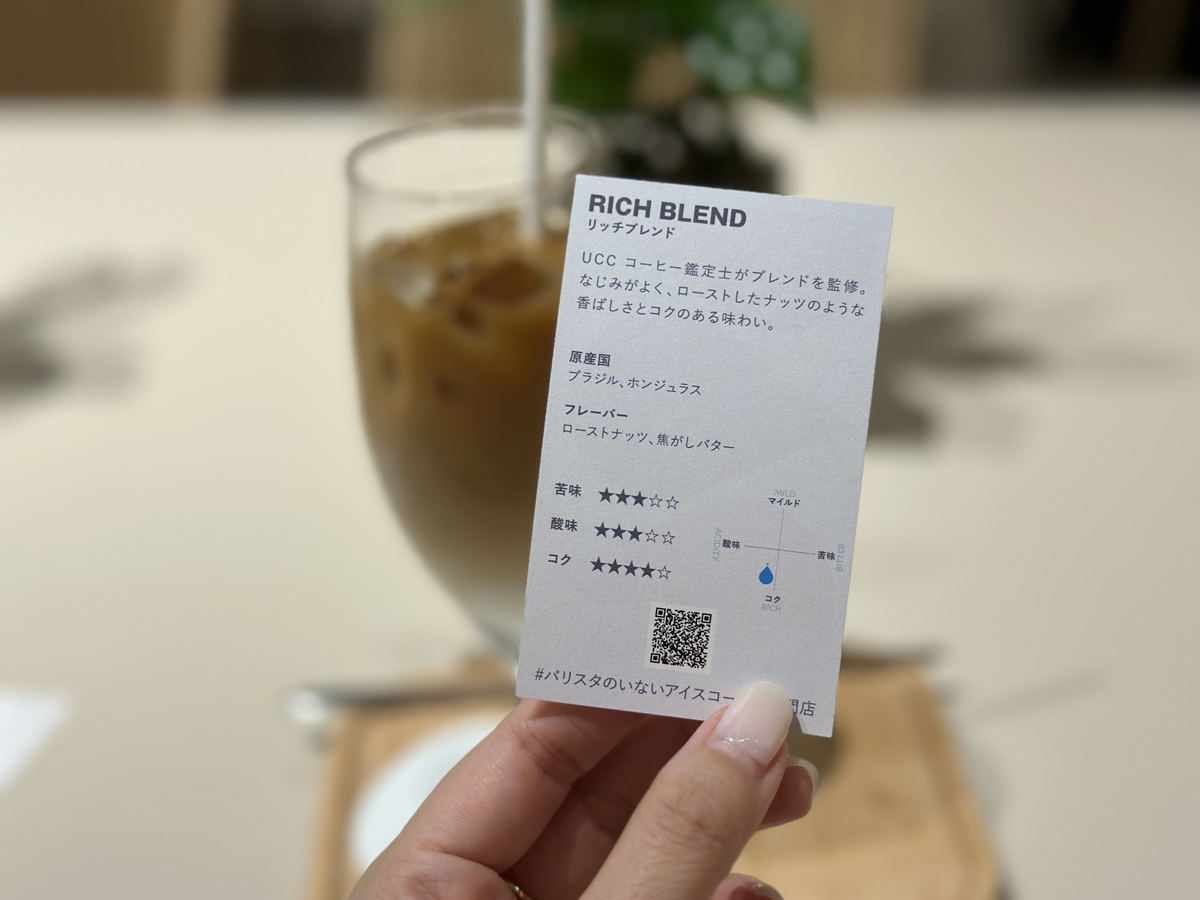 RICH BLEND
リッチブレンド
UCC コーヒー鑑定士がブレンドを監修。
なじみがよく、ローストしたナッツのような
香ばしさとコクのある味わい。
原産国
ブラジル、ホンジュラス
フレーバー
ローストナッツ、焦がしバター
苦味 ★★★☆☆
酸味 ★★★☆☆
コク ★★★★☆
MILD
マイルド
ACIDITY
酸味
苦味
BITTER
コク
RICH
#バリスタのいないアイスコー 門店